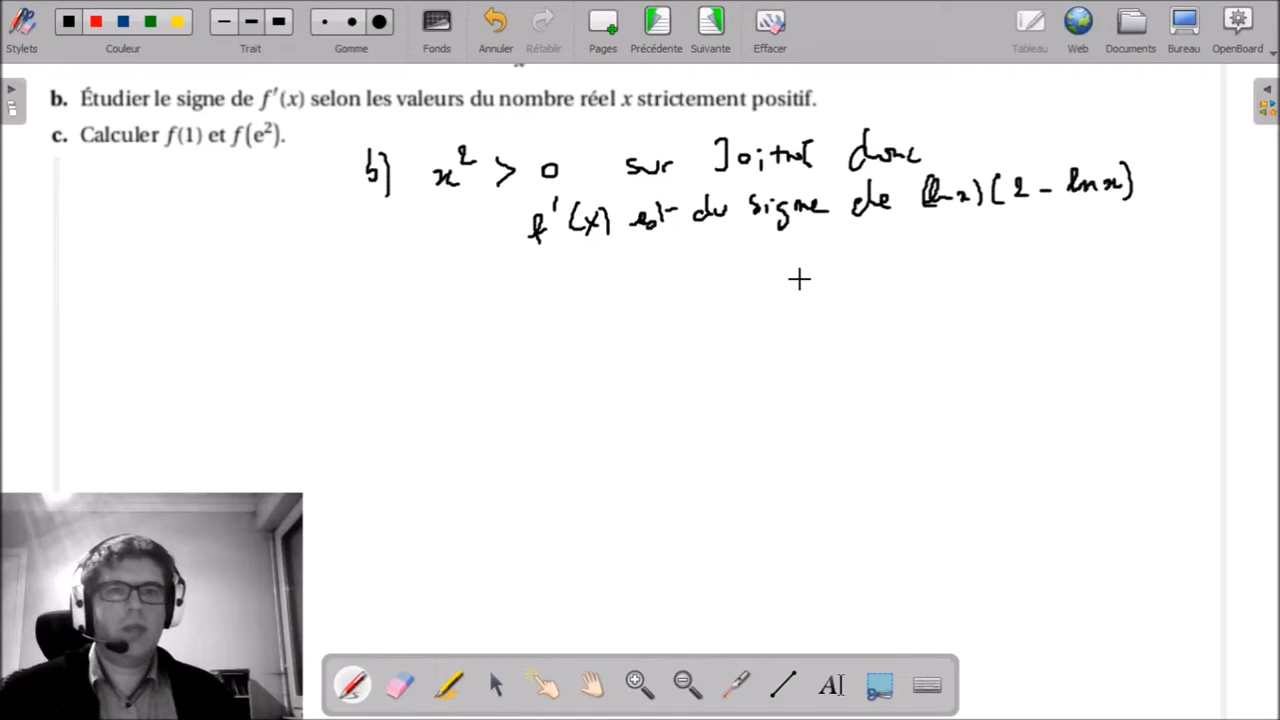 Stylets Couleur Trait Gomme Fonds Annuler Rétablir Pages Précédente Suivante Effacer Tableau Web Documents Bureau OpenBoard
b. Étudier le signe de f′(x) selon les valeurs du nombre réel x strictement positif.
c. Calculer f(1) et f(e²).
b) x² > 0 sur ]0;+∞[ donc
f'(x) est du signe de (ln x)(2 - ln x)
AI